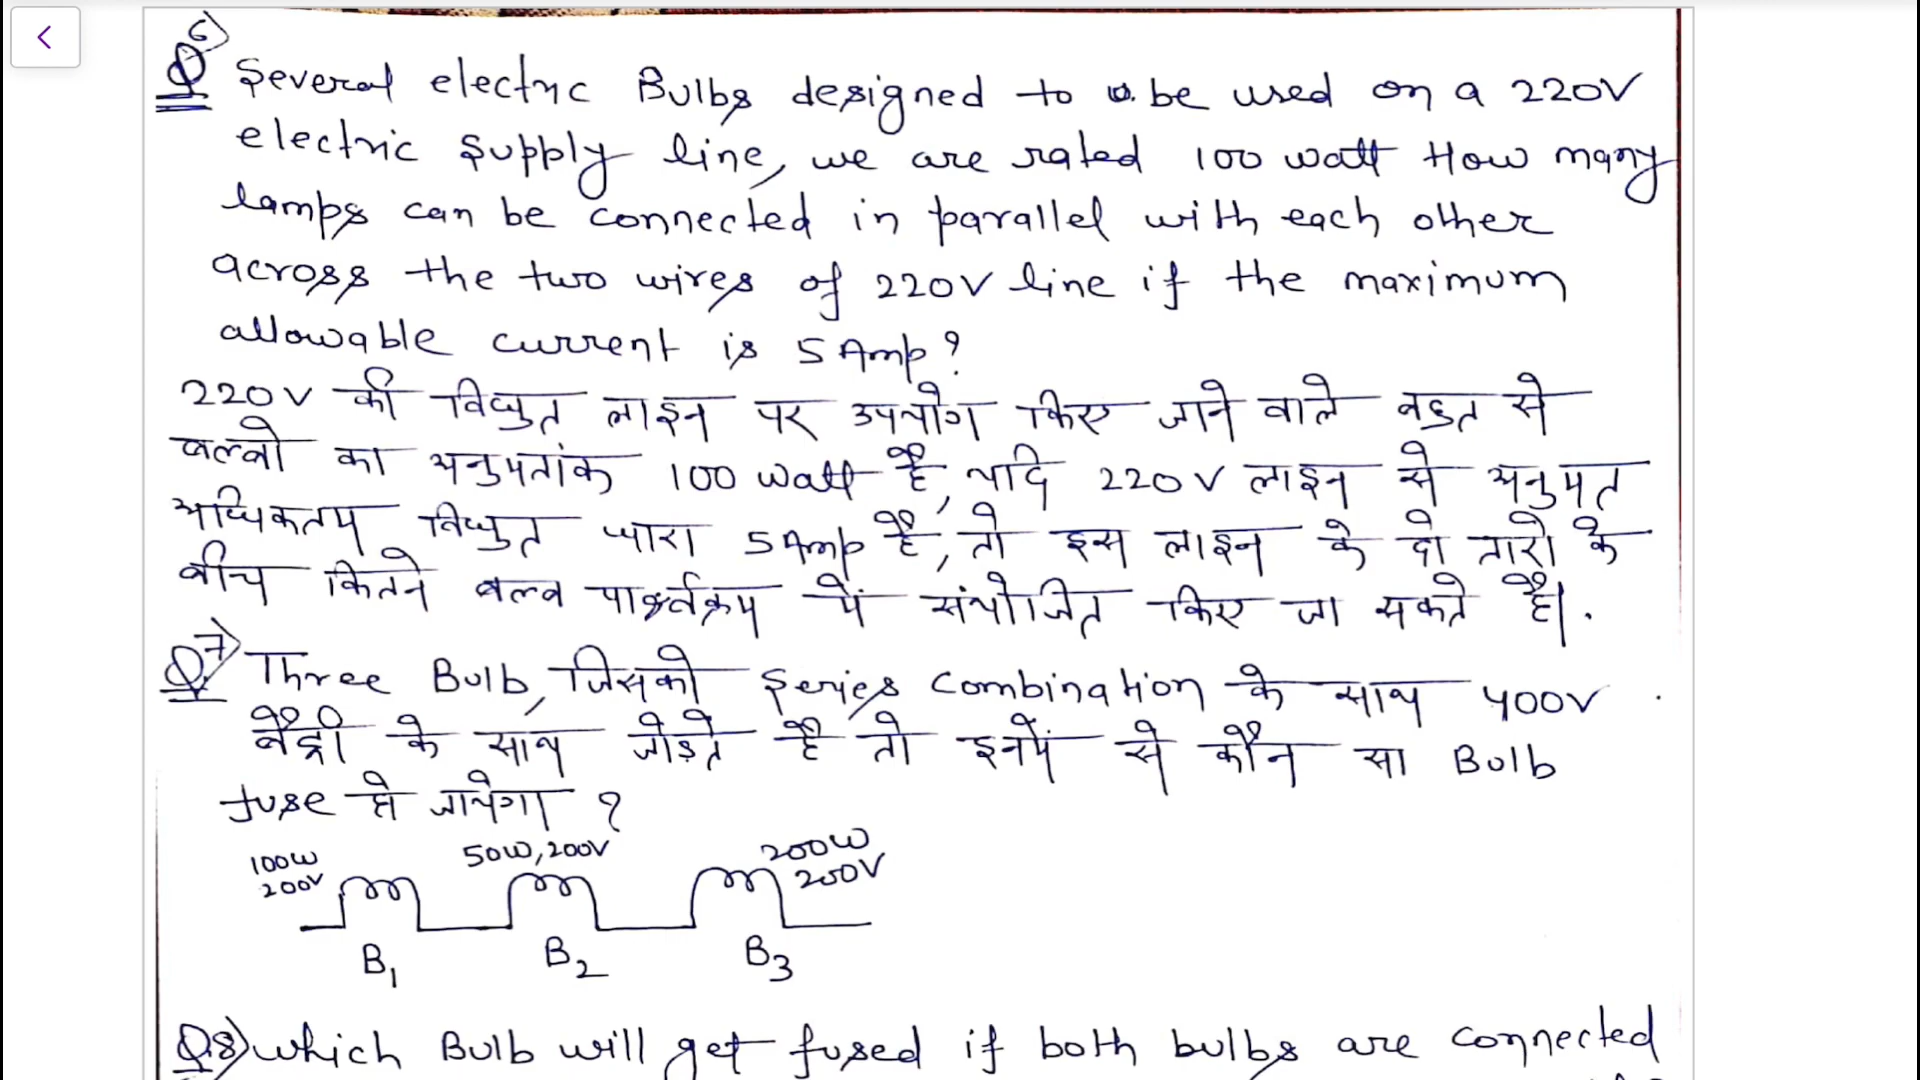 Q6) Several electric Bulbs designed to be used on a 220V
electric supply line, we are rated 100 watt How many
lamps can be connected in parallel with each other
across the two wires of 220V line if the maximum
allowable current is 5 Amp?
220V की विधुत लाइन पर उपयोग किए जाने वाले बहुत से
बल्बो का अनुमतांक 100 watt है, यदि 220V लाइन से अनुमत
अधिकतम विधुत धारा 5 Amp है, तो इस लाइन के दो तारो के
बीच कितने बल्ब पार्श्वक्रम में संयोजित किए जा सकते है।.
Q7) Three Bulb, जिसको Series Combination के साथ 400V
बैट्री के साथ जोड़ते है तो इनमें से कौन सा Bulb
fuse हो जायेगा ?
100W 50W, 200V 200W
200V 200V
B1 B2 B3
Q8) which Bulb will get fused if both bulbs are connected